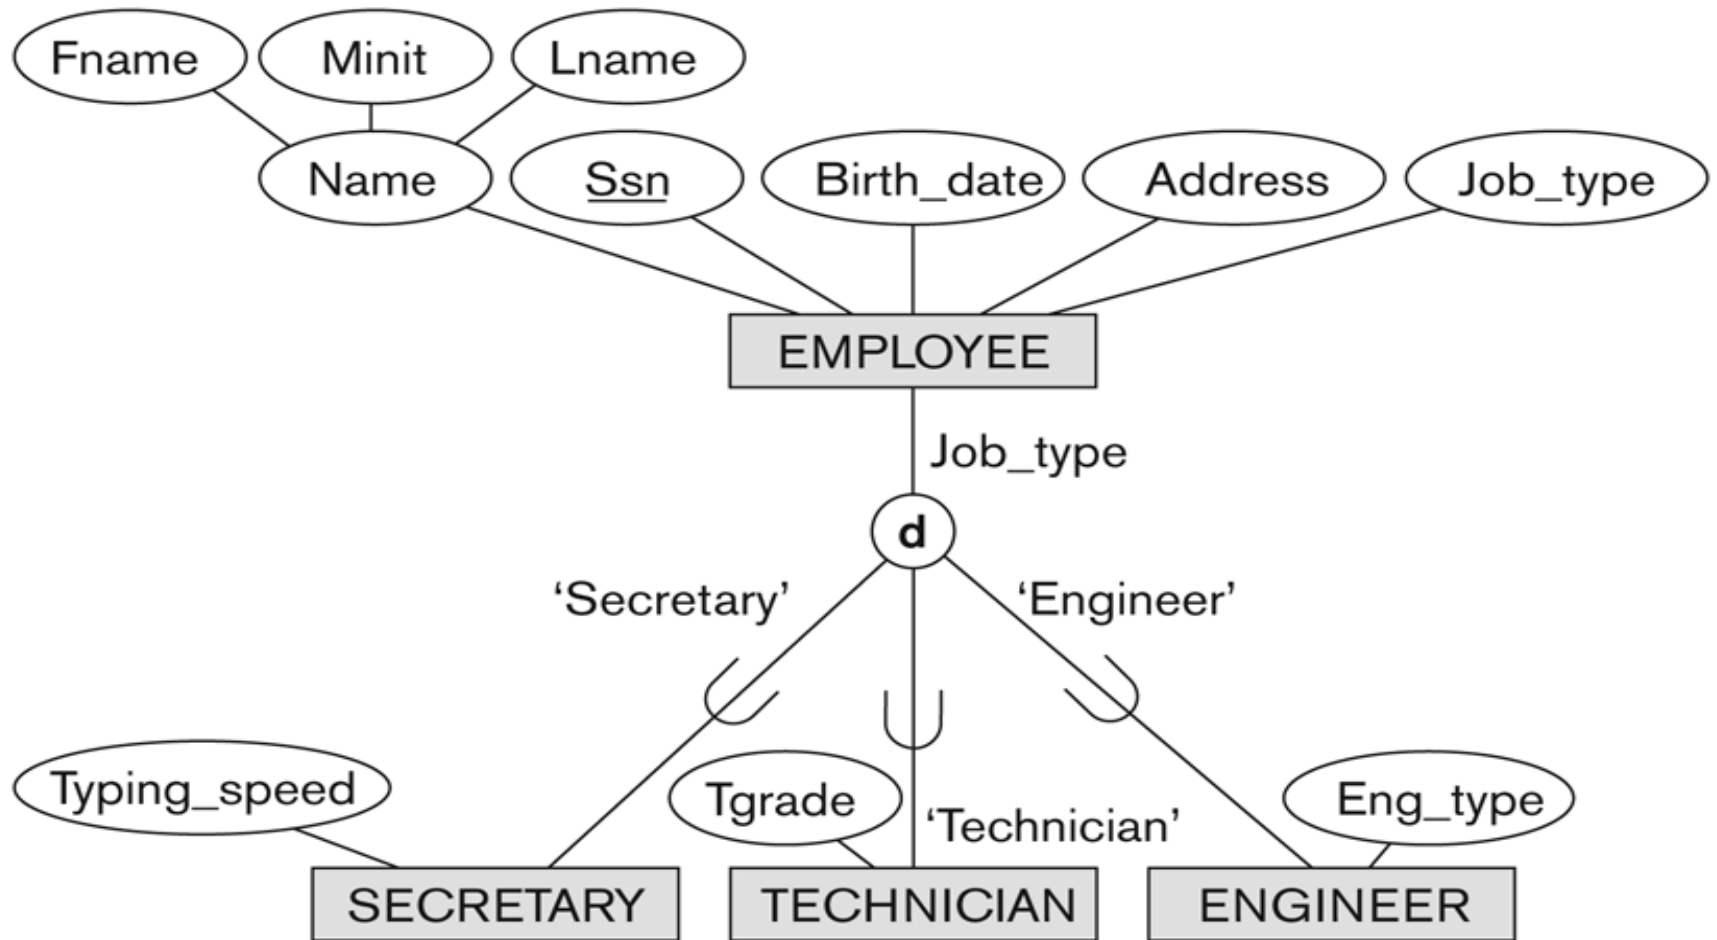 Fname Minit Lname
Name Ssn Birth_date Address Job_type
EMPLOYEE
Job_type
d
‘Secretary’ ‘Engineer’
Typing_speed Tgrade Eng_type
‘Technician’
SECRETARY TECHNICIAN ENGINEER